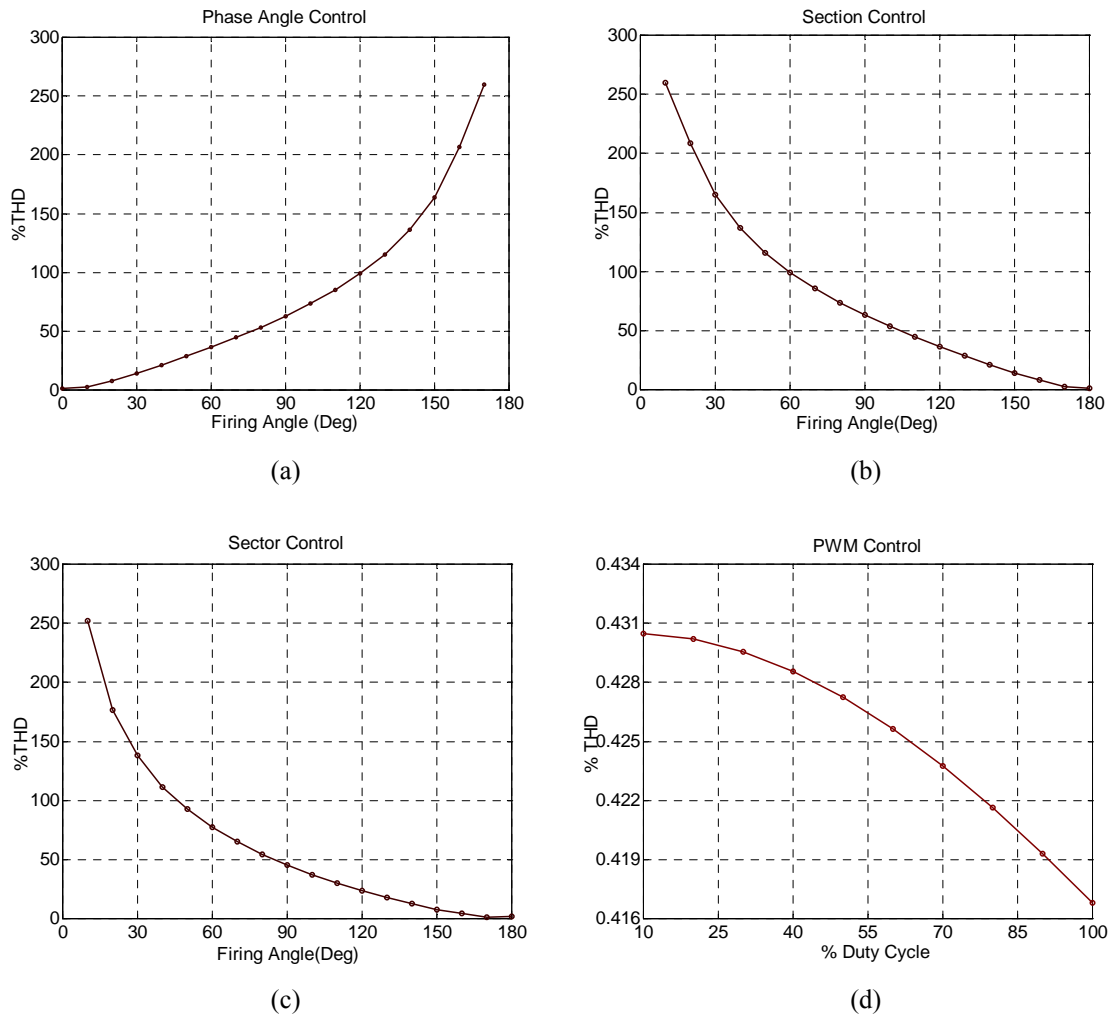 Phase Angle Control
300
250
200
150
100
50
0
%THD
0 30 60 90 120 150 180
Firing Angle (Deg)
(a)
Section Control
300
250
200
150
100
50
0
%THD
0 30 60 90 120 150 180
Firing Angle(Deg)
(b)
Sector Control
300
250
200
150
100
50
0
%THD
0 30 60 90 120 150 180
Firing Angle(Deg)
(c)
PWM Control
0.434
0.431
0.428
0.425
0.422
0.419
0.416
% THD
10 25 40 55 70 85 100
% Duty Cycle
(d)